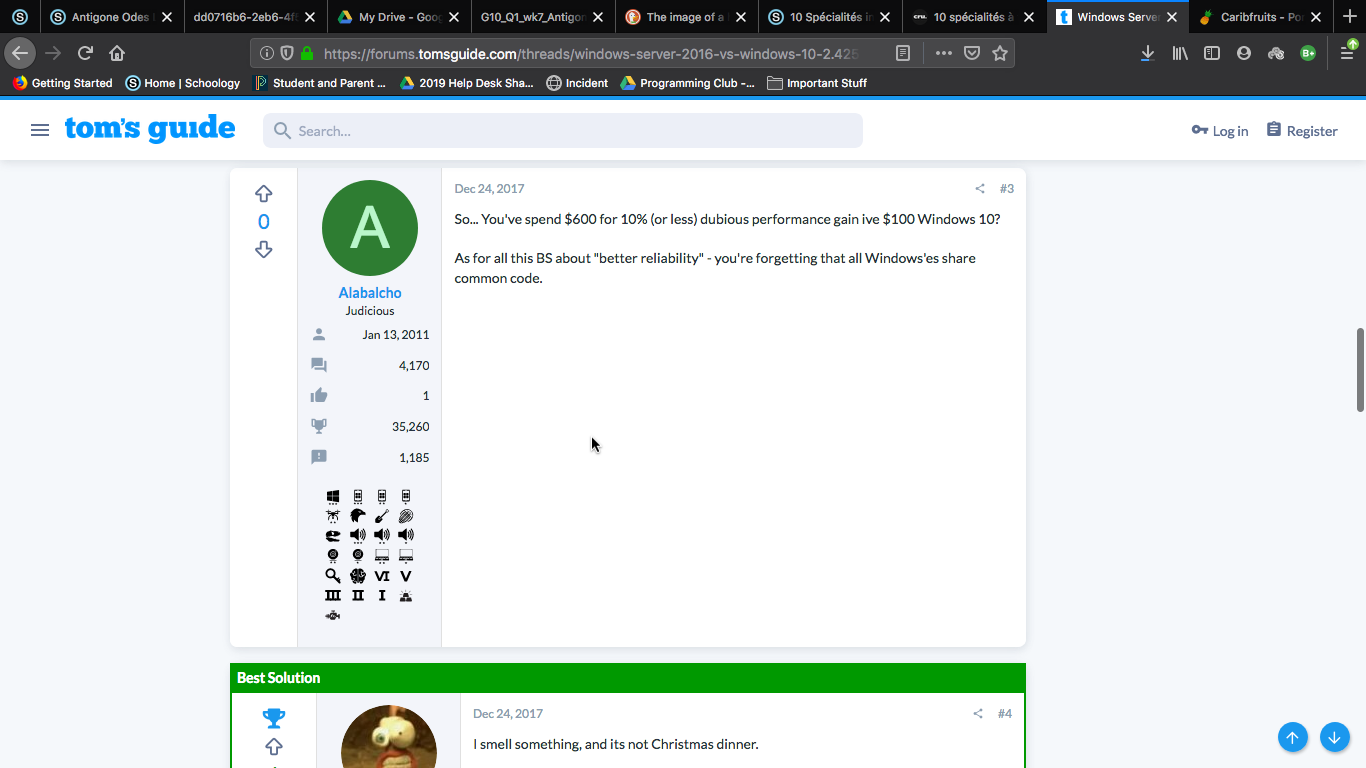 Antigone Odes
dd0716b6-2eb6-4f
My Drive - Goo
G10_Q1_wk7_Antigon
The image of a
10 Spécialités i
10 spécialités à
Windows Server
Caribfruits - Po
https://forums.tomsguide.com/threads/windows-server-2016-vs-windows-10-2.425
Getting Started
Home | Schoology
Student and Parent ...
2019 Help Desk Sha...
Incident
Programming Club -...
Important Stuff
tom's guide
Search...
Log in
Register
0
A
Alabalcho
Judicious
Jan 13, 2011
4,170
1
35,260
1,185
VI V
III II I
Dec 24, 2017
#3
So... You've spend $600 for 10% (or less) dubious performance gain ive $100 Windows 10?
As for all this BS about "better reliability" - you're forgetting that all Windows'es share
common code.
Best Solution
Dec 24, 2017
#4
I smell something, and its not Christmas dinner.